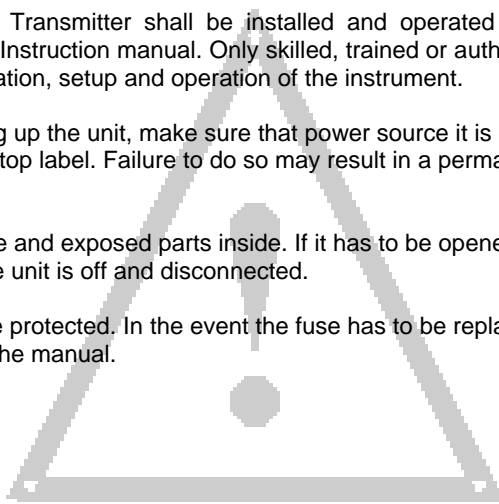 Transmitter shall be installed and operated
Instruction manual. Only skilled, trained or auth
ation, setup and operation of the instrument.
g up the unit, make sure that power source it is
top label. Failure to do so may result in a perma
e and exposed parts inside. If it has to be opene
e unit is off and disconnected.
e protected. In the event the fuse has to be repla
he manual.